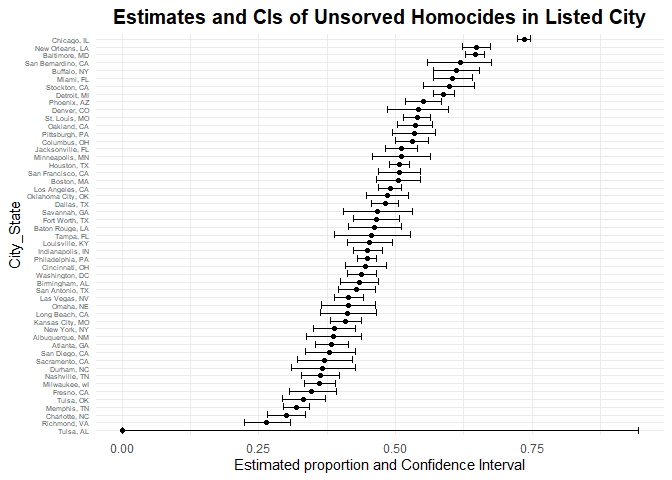 Estimates and CIs of Unsorved Homocides in Listed City
City_State
Chicago, IL
New Orleans, LA
Baltimore, MD
San Bernardino, CA
Buffalo, NY
Miami, FL
Stockton, CA
Detroit, MI
Phoenix, AZ
Denver, CO
St. Louis, MO
Oakland, CA
Pittsburgh, PA
Columbus, OH
Jacksonville, FL
Minneapolis, MN
Houston, TX
San Francisco, CA
Boston, MA
Los Angeles, CA
Oklahoma City, OK
Dallas, TX
Savannah, GA
Fort Worth, TX
Baton Rouge, LA
Tampa, FL
Louisville, KY
Indianapolis, IN
Philadelphia, PA
Cincinnati, OH
Washington, DC
Birmingham, AL
San Antonio, TX
Las Vegas, NV
Omaha, NE
Long Beach, CA
Kansas City, MO
New York, NY
Albuquerque, NM
Atlanta, GA
San Diego, CA
Sacramento, CA
Durham, NC
Nashville, TN
Milwaukee, wI
Fresno, CA
Tulsa, OK
Memphis, TN
Charlotte, NC
Richmond, VA
Tulsa, AL
0.00 0.25 0.50 0.75
Estimated proportion and Confidence Interval